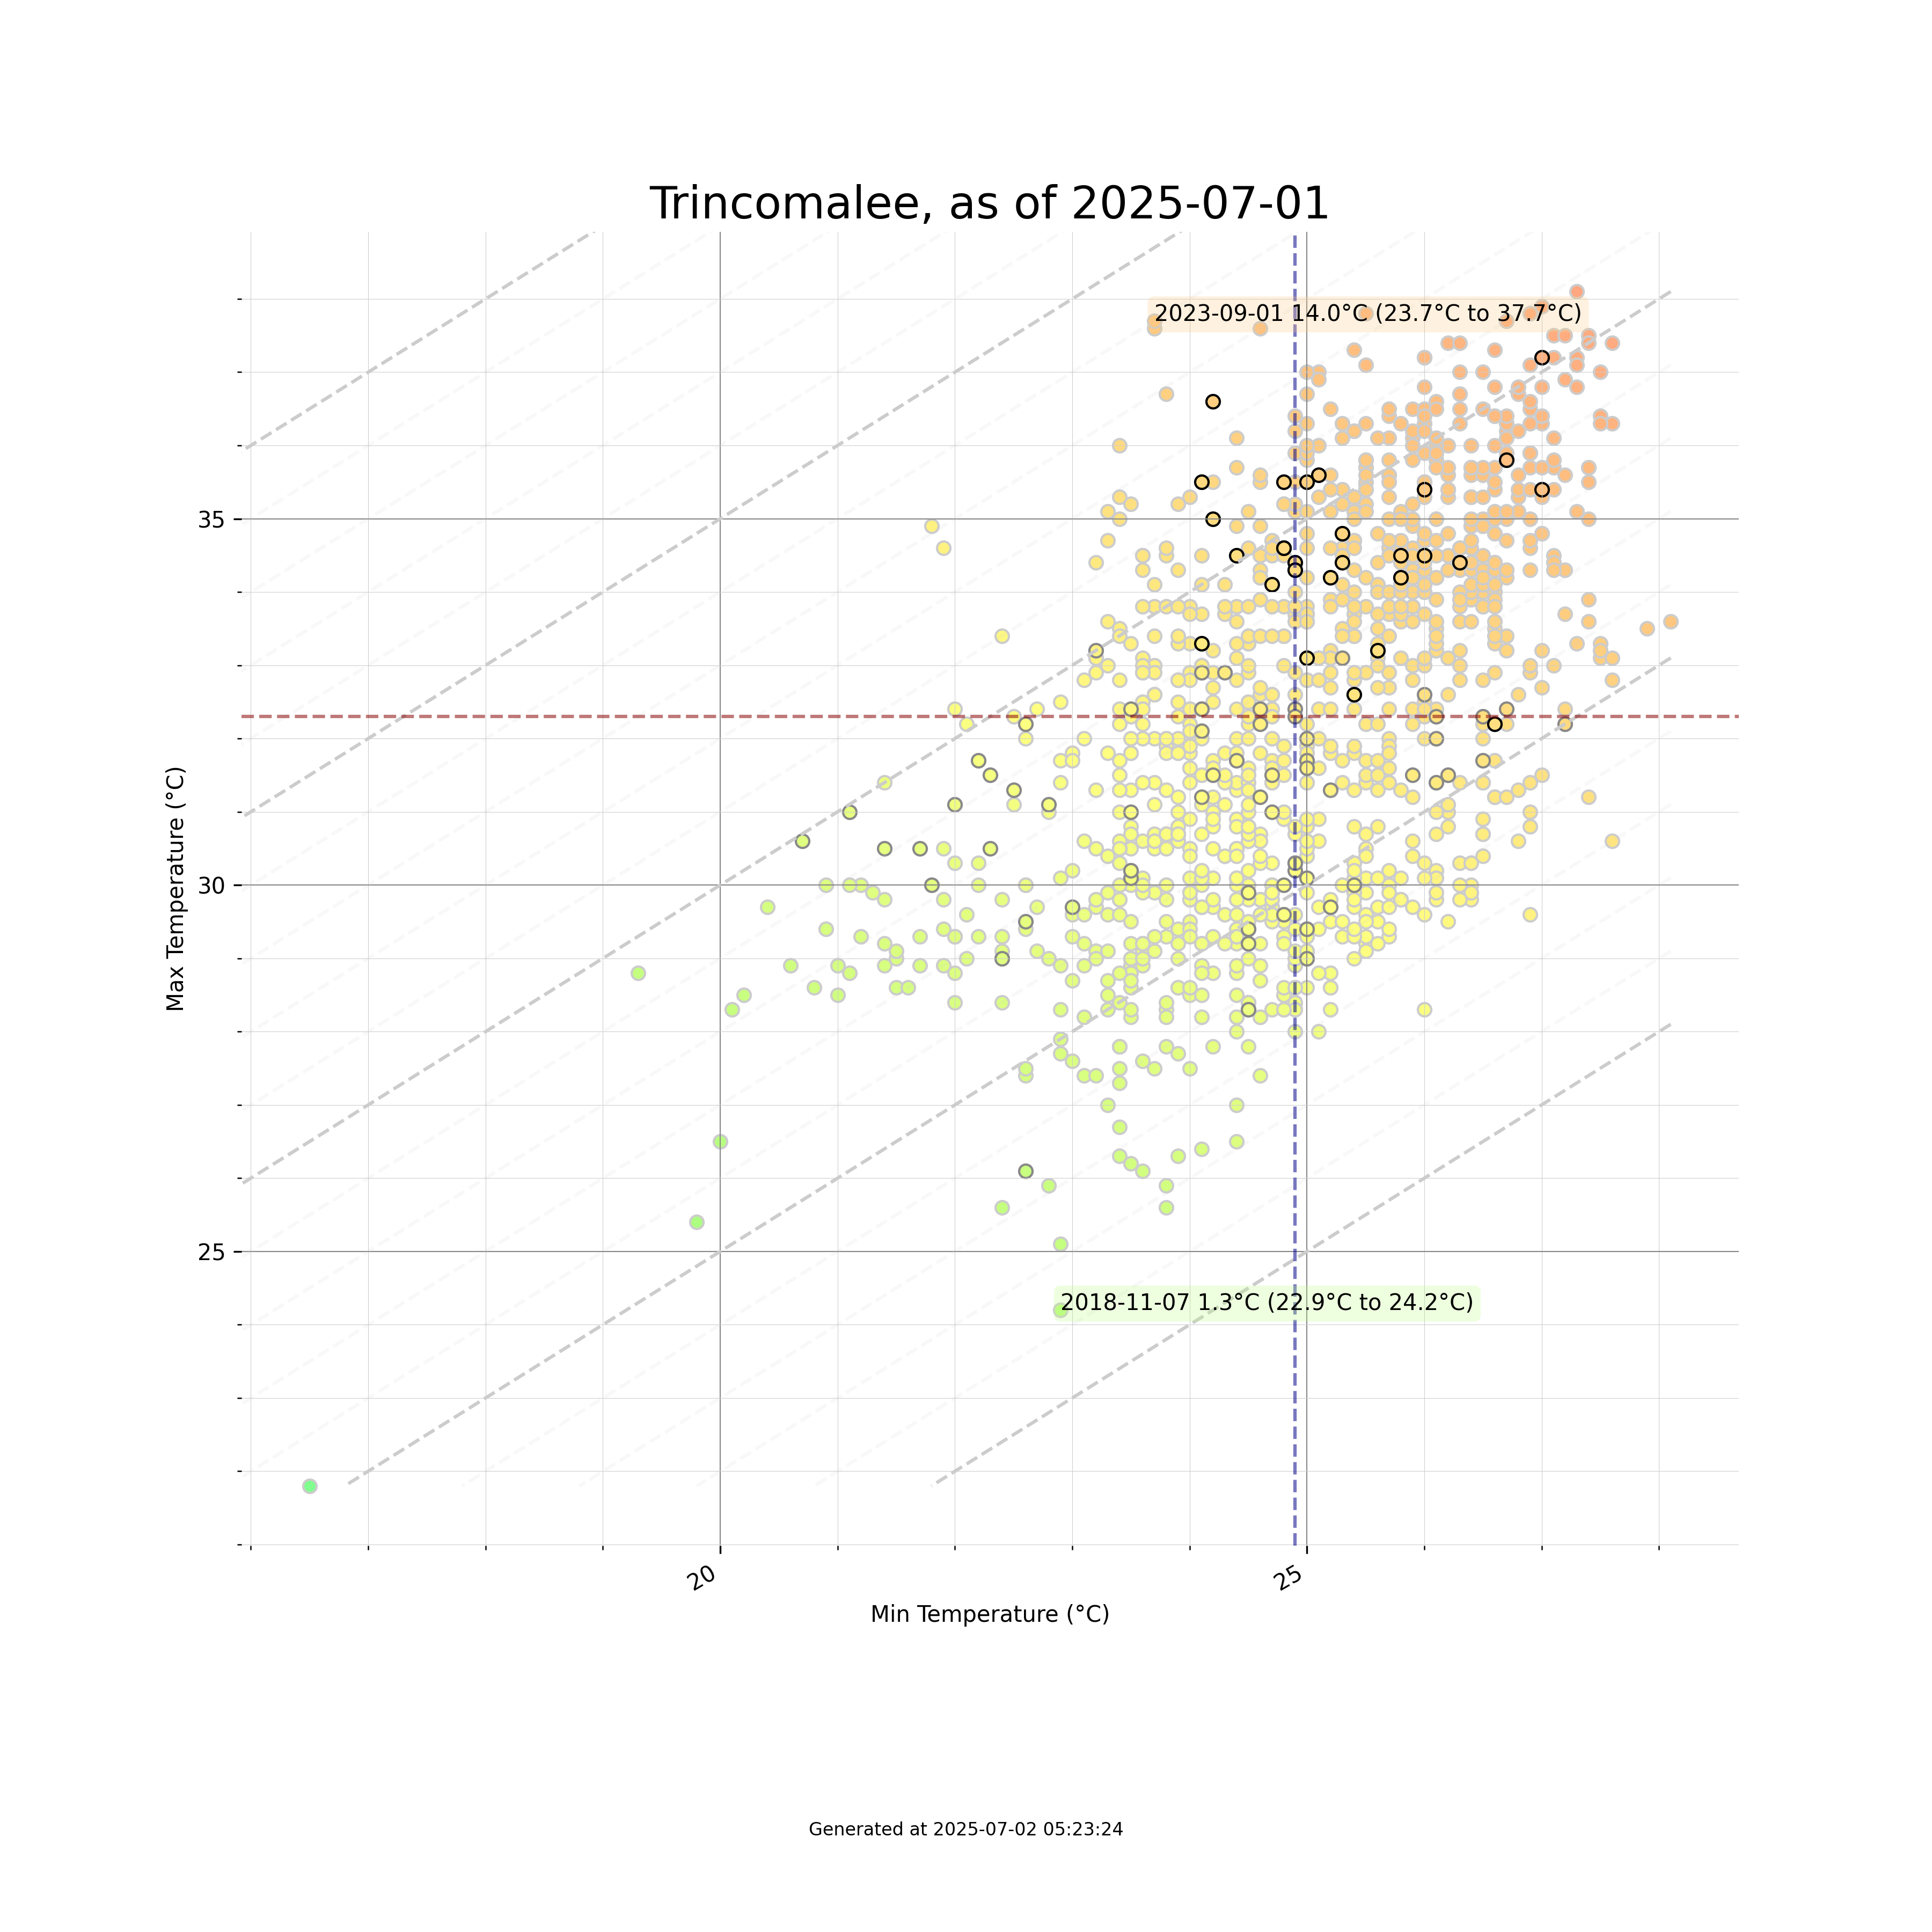 Trincomalee, as of 2025-07-01
2023-09-01 14.0°C (23.7°C to 37.7°C)
35
30
25
2018-11-07 1.3°C (22.9°C to 24.2°C)
Max Temperature (°C)
20
25
Min Temperature (°C)
Generated at 2025-07-02 05:23:24